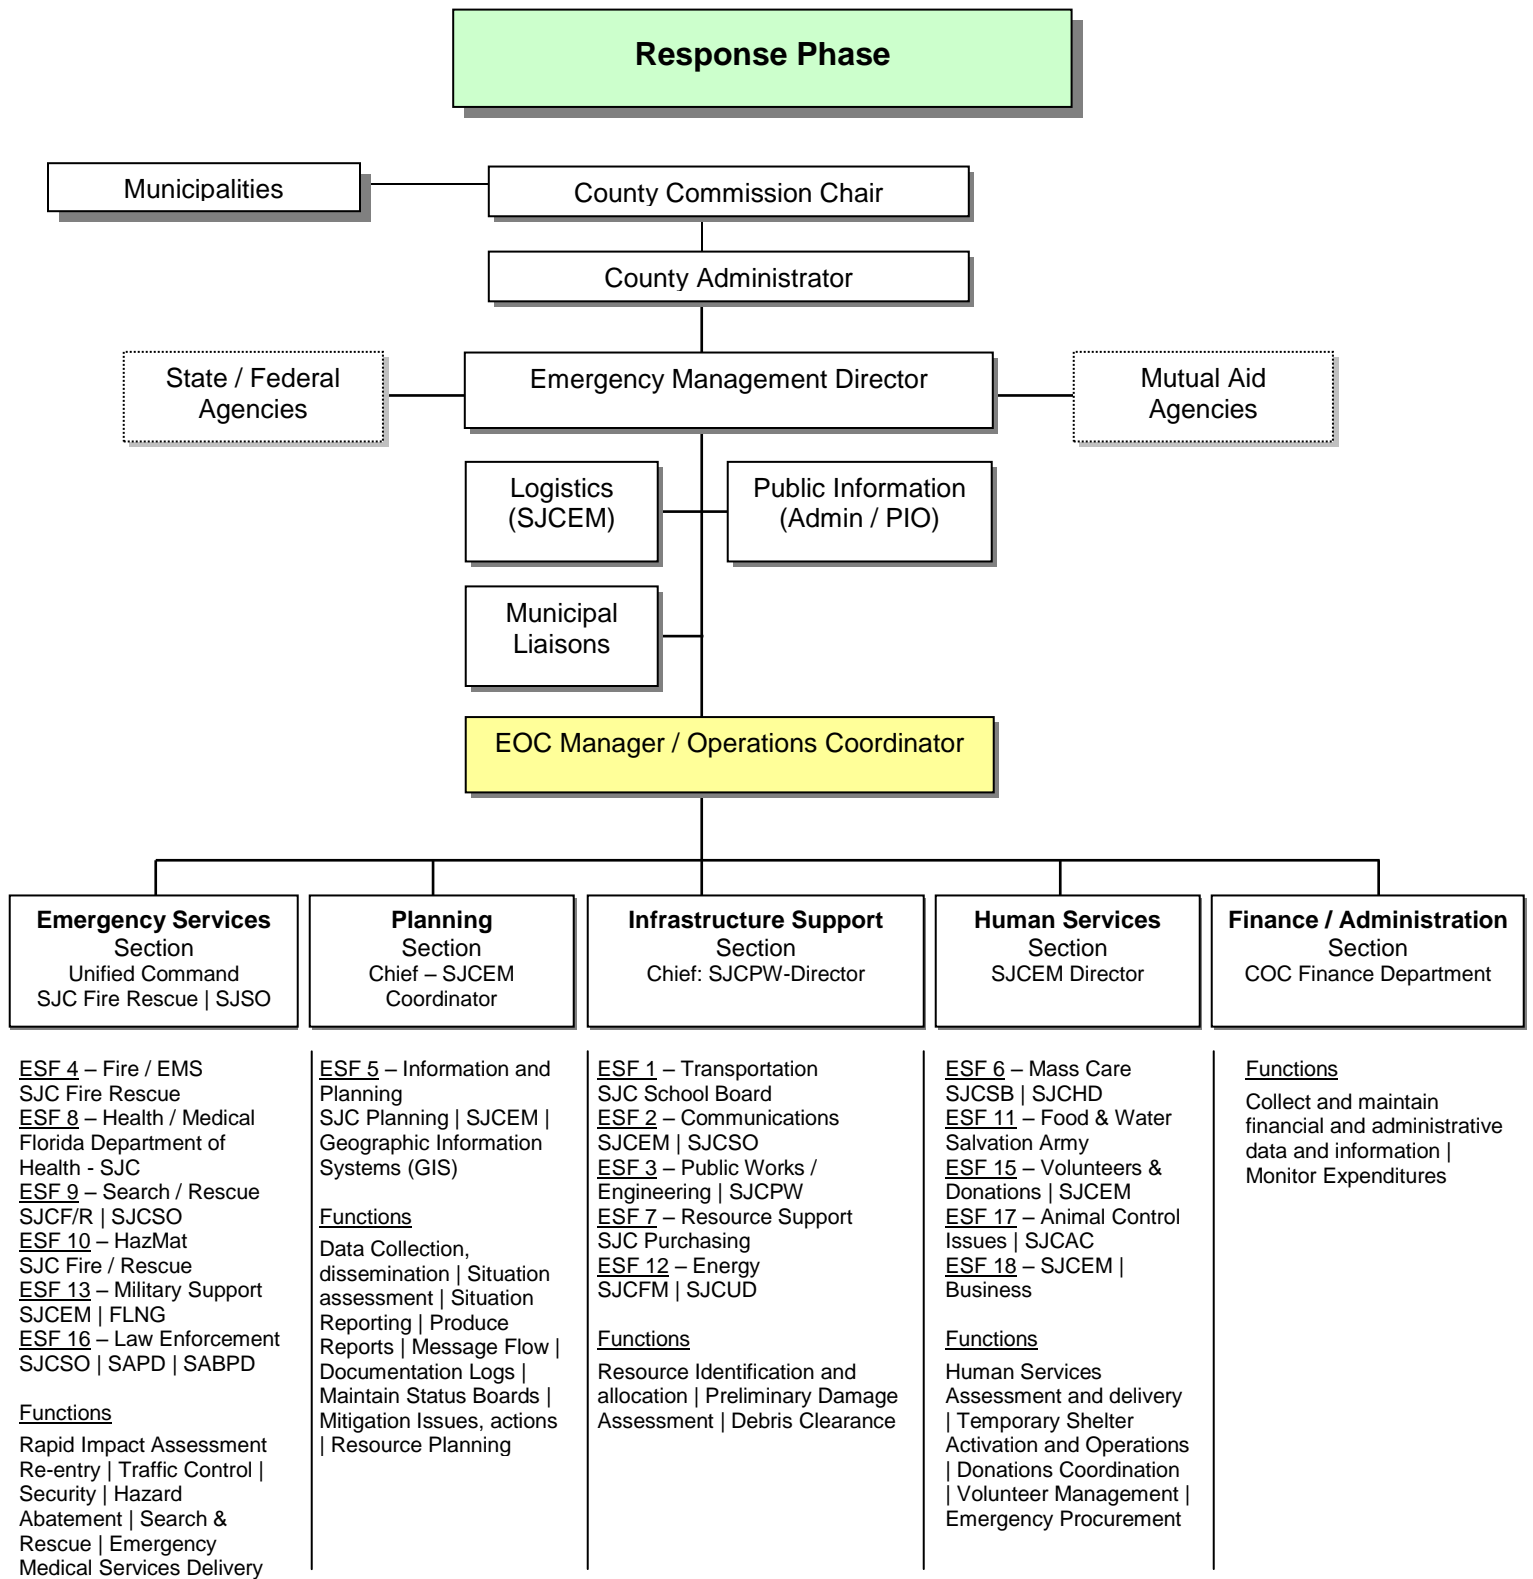 Response Phase
Municipalities
County Commission Chair
County Administrator
State / Federal
Agencies
Emergency Management Director
Mutual Aid
Agencies
Logistics
(SJCEM)
Public Information
(Admin / PIO)
Municipal
Liaisons
EOC Manager / Operations Coordinator
Emergency Services
Section
Unified Command
SJC Fire Rescue | SJSO
Planning
Section
Chief – SJCEM
Coordinator
Infrastructure Support
Section
Chief: SJCPW-Director
Human Services
Section
SJCEM Director
Finance / Administration
Section
COC Finance Department
ESF 4 – Fire / EMS
SJC Fire Rescue
ESF 8 – Health / Medical
Florida Department of
Health - SJC
ESF 9 – Search / Rescue
SJCF/R | SJCSO
ESF 10 – HazMat
SJC Fire / Rescue
ESF 13 – Military Support
SJCEM | FLNG
ESF 16 – Law Enforcement
SJCSO | SAPD | SABPD
Functions
Rapid Impact Assessment
Re-entry | Traffic Control |
Security | Hazard
Abatement | Search &
Rescue | Emergency
Medical Services Delivery
ESF 5 – Information and
Planning
SJC Planning | SJCEM |
Geographic Information
Systems (GIS)
Functions
Data Collection,
dissemination | Situation
assessment | Situation
Reporting | Produce
Reports | Message Flow |
Documentation Logs |
Maintain Status Boards |
Mitigation Issues, actions
| Resource Planning
ESF 1 – Transportation
SJC School Board
ESF 2 – Communications
SJCEM | SJCSO
ESF 3 – Public Works /
Engineering | SJCPW
ESF 7 – Resource Support
SJC Purchasing
ESF 12 – Energy
SJCFM | SJCUD
Functions
Resource Identification and
allocation | Preliminary Damage
Assessment | Debris Clearance
ESF 6 – Mass Care
SJCSB | SJCHD
ESF 11 – Food & Water
Salvation Army
ESF 15 – Volunteers &
Donations | SJCEM
ESF 17 – Animal Control
Issues | SJCAC
ESF 18 – SJCEM |
Business
Functions
Human Services
Assessment and delivery
| Temporary Shelter
Activation and Operations
| Donations Coordination
| Volunteer Management |
Emergency Procurement
Functions
Collect and maintain
financial and administrative
data and information |
Monitor Expenditures